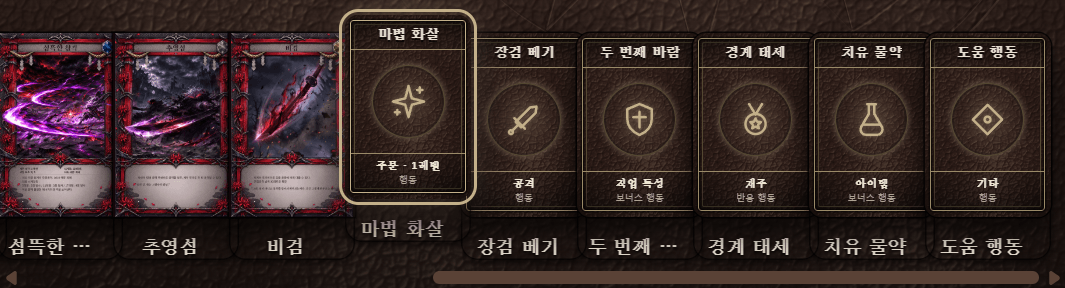 섬뜩한 참격
추영섬
비검
마법 화살
장검 베기
두 번째 바람
경계 태세
치유 물약
도움 행동
주문 · 1레벨
행동
공격
행동
직업 특성
보너스 행동
재주
반응 행동
아이템
보너스 행동
기타
행동
섬뜩한 ···
추영섬
비검
마법 화살
장검 베기
두 번째 ···
경계 태세
치유 물약
도움 행동